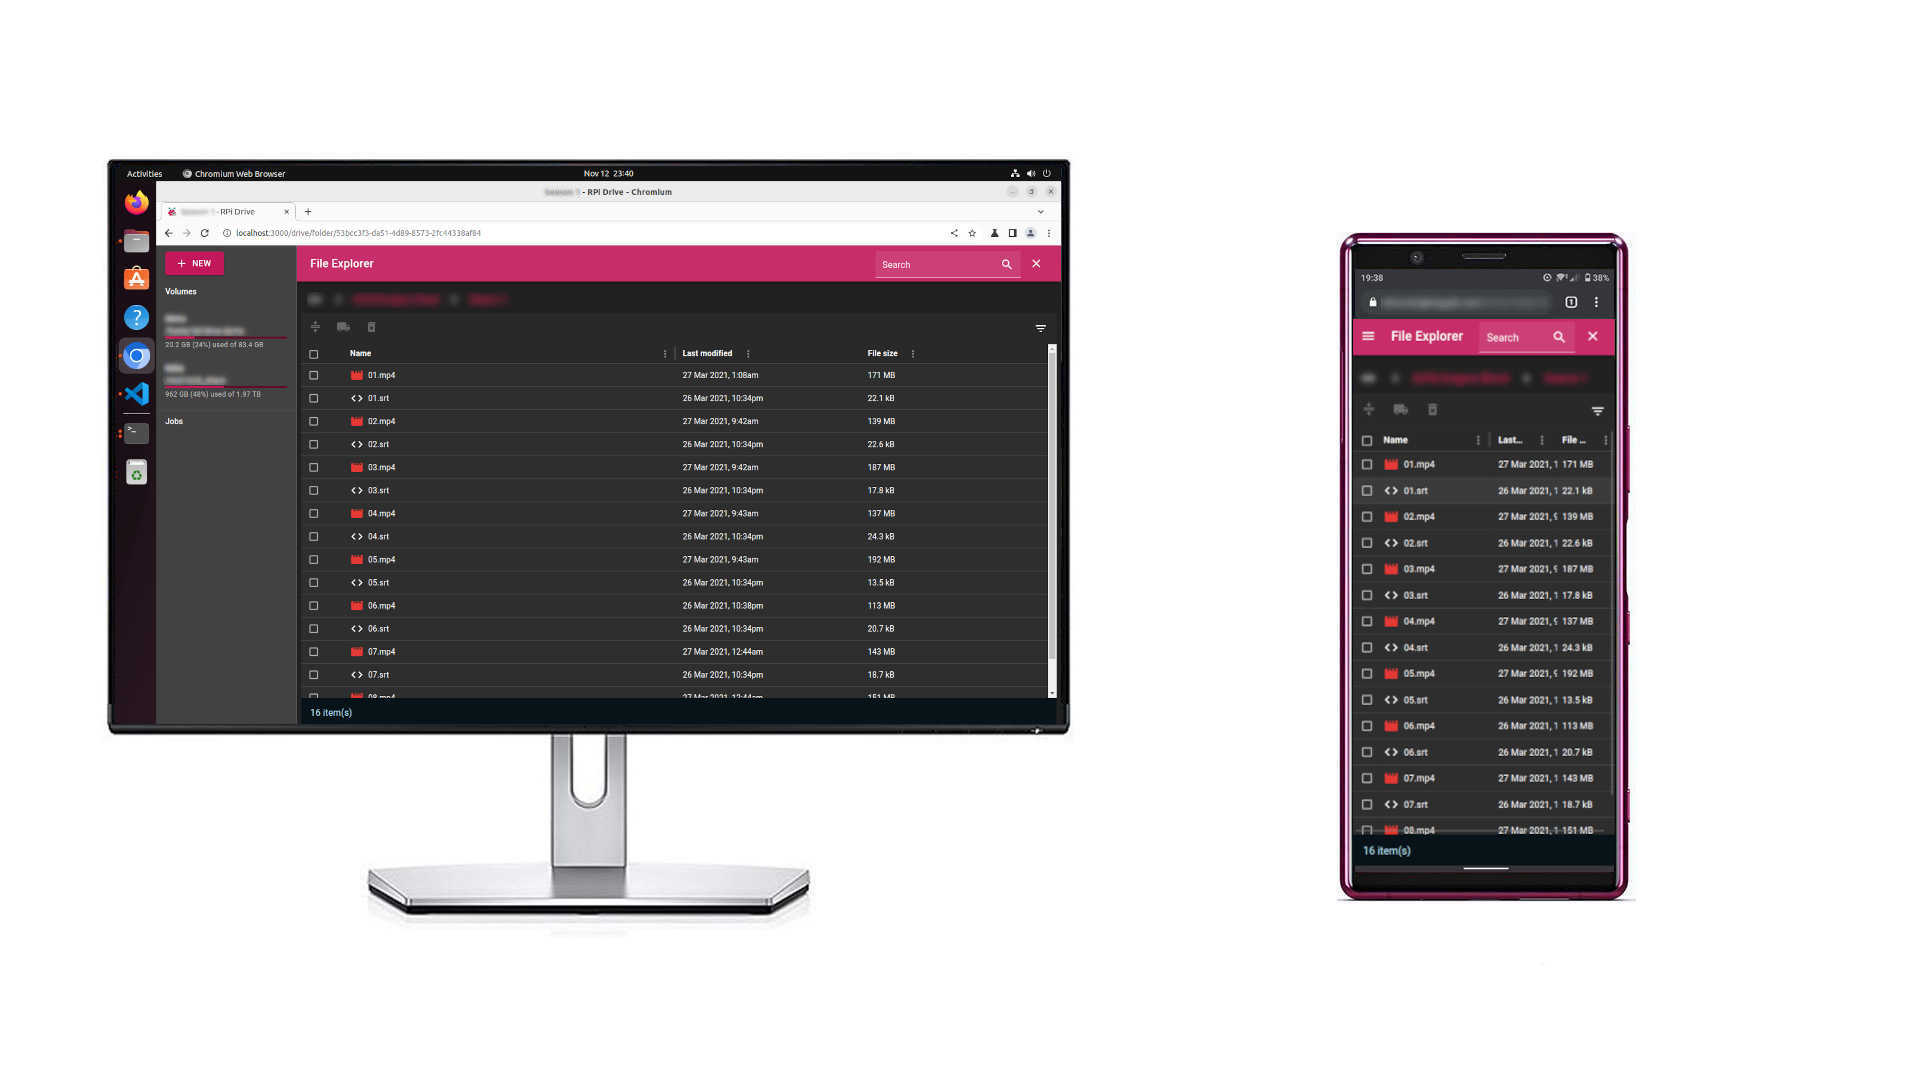 Activities Chromium Web Browser Nov 12 23:40
- RPi Drive - Chromium
- RPi Drive
localhost:3000/drive/folder/53bcc3f3-da51-4d89-8573-2fc44338af84
+ NEW File Explorer Search
Volumes
20.2 GB (24%) used of 83.4 GB
962 GB (48%) used of 1.97 TB
Jobs
Name Last modified File size
01.mp4 27 Mar 2021, 1:08am 171 MB
01.srt 26 Mar 2021, 10:34pm 22.1 kB
02.mp4 27 Mar 2021, 9:42am 139 MB
02.srt 26 Mar 2021, 10:34pm 22.6 kB
03.mp4 27 Mar 2021, 9:42am 187 MB
03.srt 26 Mar 2021, 10:34pm 17.8 kB
04.mp4 27 Mar 2021, 9:43am 137 MB
04.srt 26 Mar 2021, 10:34pm 24.3 kB
05.mp4 27 Mar 2021, 9:43am 192 MB
05.srt 26 Mar 2021, 10:34pm 13.5 kB
06.mp4 26 Mar 2021, 10:38pm 113 MB
06.srt 26 Mar 2021, 10:34pm 20.7 kB
07.mp4 27 Mar 2021, 12:44am 143 MB
07.srt 26 Mar 2021, 10:34pm 18.7 kB
08.mp4 27 Mar 2021, 12:44am 151 MB
16 item(s)
19:38 38%
1
File Explorer Search
Name Last... File ...
01.mp4 27 Mar 2021, 1 171 MB
01.srt 26 Mar 2021, 1 22.1 kB
02.mp4 27 Mar 2021, 9 139 MB
02.srt 26 Mar 2021, 1 22.6 kB
03.mp4 27 Mar 2021, 9 187 MB
03.srt 26 Mar 2021, 1 17.8 kB
04.mp4 27 Mar 2021, 9 137 MB
04.srt 26 Mar 2021, 1 24.3 kB
05.mp4 27 Mar 2021, 9 192 MB
05.srt 26 Mar 2021, 1 13.5 kB
06.mp4 26 Mar 2021, 1 113 MB
06.srt 26 Mar 2021, 1 20.7 kB
07.mp4 27 Mar 2021, 1 143 MB
07.srt 26 Mar 2021, 1 18.7 kB
08.mp4 27 Mar 2021, 1 151 MB
16 item(s)